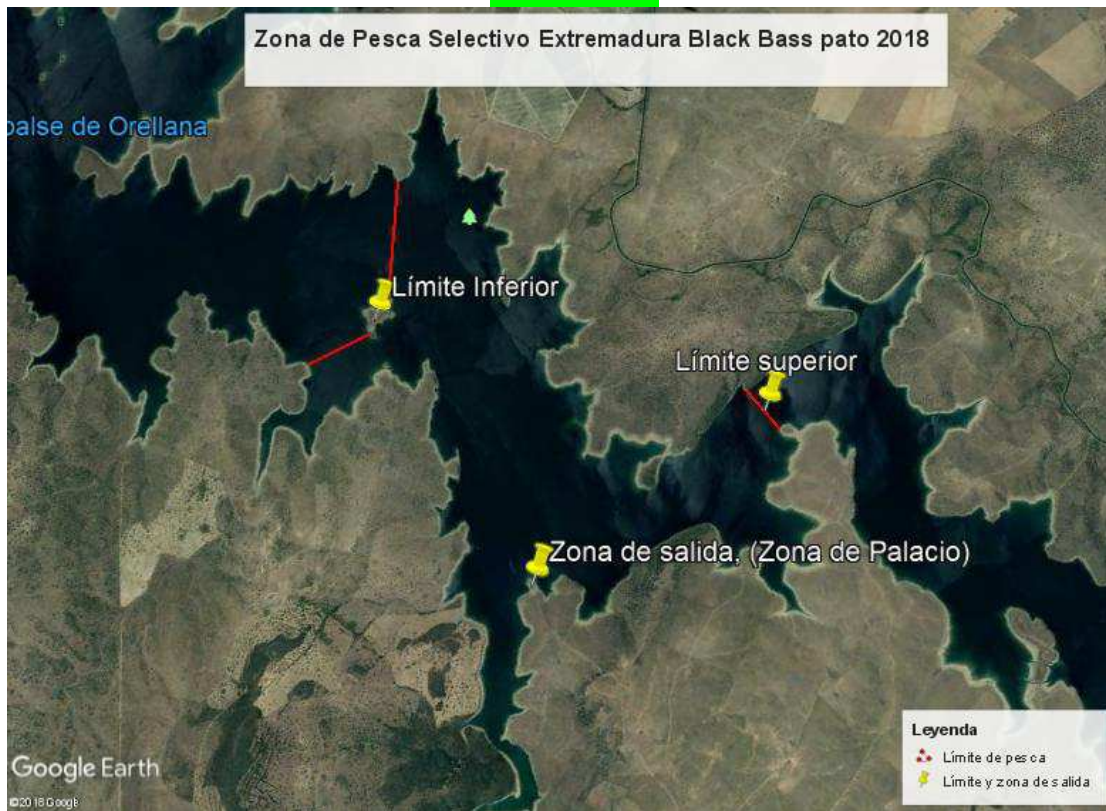 Zona de Pesca Selectivo Extremadura Black Bass pato 2018
balse de Orellana
Límite Inferior
Límite superior
Zona de salida, (Zona de Palacio)
Leyenda
Límite de pesca
Límite y zona de salida
Google Earth
©2018 Google